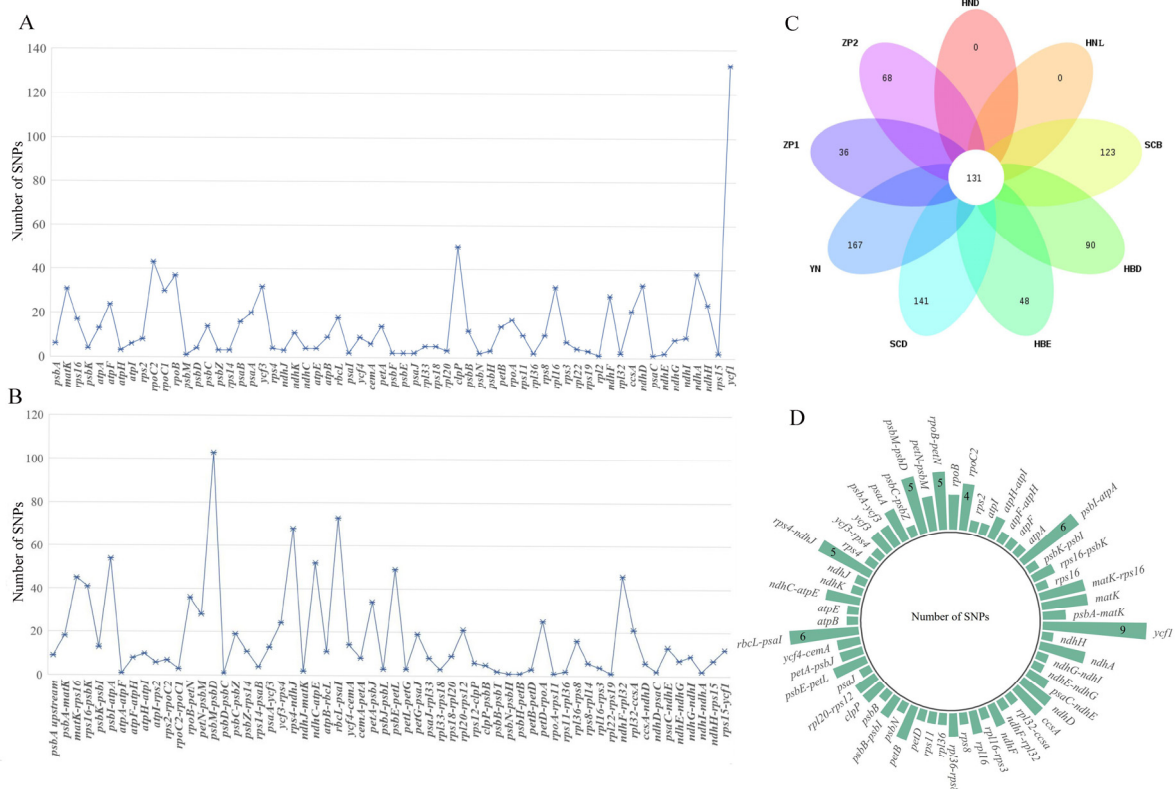 A
Number of SNPs
140
120
100
80
60
40
20
0
psbA
matK
rps16
psbK
atpA
atpF
atpH
atpI
rps2
rpoC2
rpoC1
rpoB
psbM
psbD
psbC
psbZ
rps14
psaB
psaA
ycf3
rps4
ndhJ
ndhK
ndhC
atpE
atpB
rbcL
psaI
ycf4
cemA
petA
psbF
psbE
psaJ
rpl33
rps18
rpl20
clpP
psbB
psbN
psbH
petB
rpoA
rps11
rpl36
rps8
rpl16
rps3
rpl22
rps19
rpl2
ndhF
rpl32
ccsA
ndhD
psaC
ndhE
ndhG
ndhI
ndhA
ndhH
rps15
ycf1
B
Number of SNPs
120
100
80
60
40
20
0
psbA upstream
psbA-matK
matK-rps16
rps16-psbK
psbK-psbI
psbI-atpA
atpA-atpF
atpF-atpH
atpH-atpI
atpI-rps2
rps2-rpoC2
rpoC2-rpoC1
rpoB-petN
petN-psbM
psbM-psbD
psbD-psbC
psbC-psbZ
psbZ-rps14
rps14-psaB
psaA-ycf3
ycf3-rps4
rps4-ndhJ
ndhJ-matK
ndhC-atpE
atpB-rbcL
rbcL-psaI
ycf4-cemA
cemA-petA
petA-psbJ
psbJ-psbL
psbE-petL
petL-petG
petG-psaJ
psaJ-rpl33
rpl33-rps18
rps18-rpl20
rpl20-rps12
rps12-clpP
clpP-psbB
psbB-psbT
psbN-psbH
psbH-petB
petB-petD
petD-rpoA
rpoA-rps11
rps11-rpl36
rpl36-rps8
rps8-rpl14
rpl16-rps3
rpl22-rps19
ndhF-rpl32
rpl32-ccsA
ccsA-ndhD
ndhD-psaC
psaC-ndhE
ndhE-ndhG
ndhG-ndhI
ndhI-ndhA
ndhH-rps15
rps15-ycf1
C
HND
0
HNL
0
SCB
123
HBD
90
HBE
48
SCD
141
YN
167
ZP1
36
ZP2
68
131
D
Number of SNPs
rpoB
rpoC2
4
rps2
atpI
atpH-atpI
atpF-atpH
atpF
atpA
psbI-atpA
6
psbK-psbI
rps16-psbK
rps16
matK-rps16
matK
psbA-matK
ycf1
9
ndhH
ndhA
ndhG-ndhI
ndhE-ndhG
psaC-ndhE
ndhD
ccsA
rpl32-ccsa
ndhF-rpl32
ndhF
rpl16-rps3
rpl16
rps8
rpl36-rps8
rpl36
rps11
petD
petB
psbN
psbB-psbT
psbB
clpP
rpl20-rps12
psaJ
psbE-petL
petA-psbJ
ycf4-cemA
rbcL-psaI
6
atpB
atpE
ndhC-atpE
ndhK
ndhJ
rps4-ndhJ
5
rps4
ycf3-rps4
ycf3
psbA-ycf3
psaA
psbC-psbZ
psbM-psbD
5
petN-psbM
rpoB-petN
5